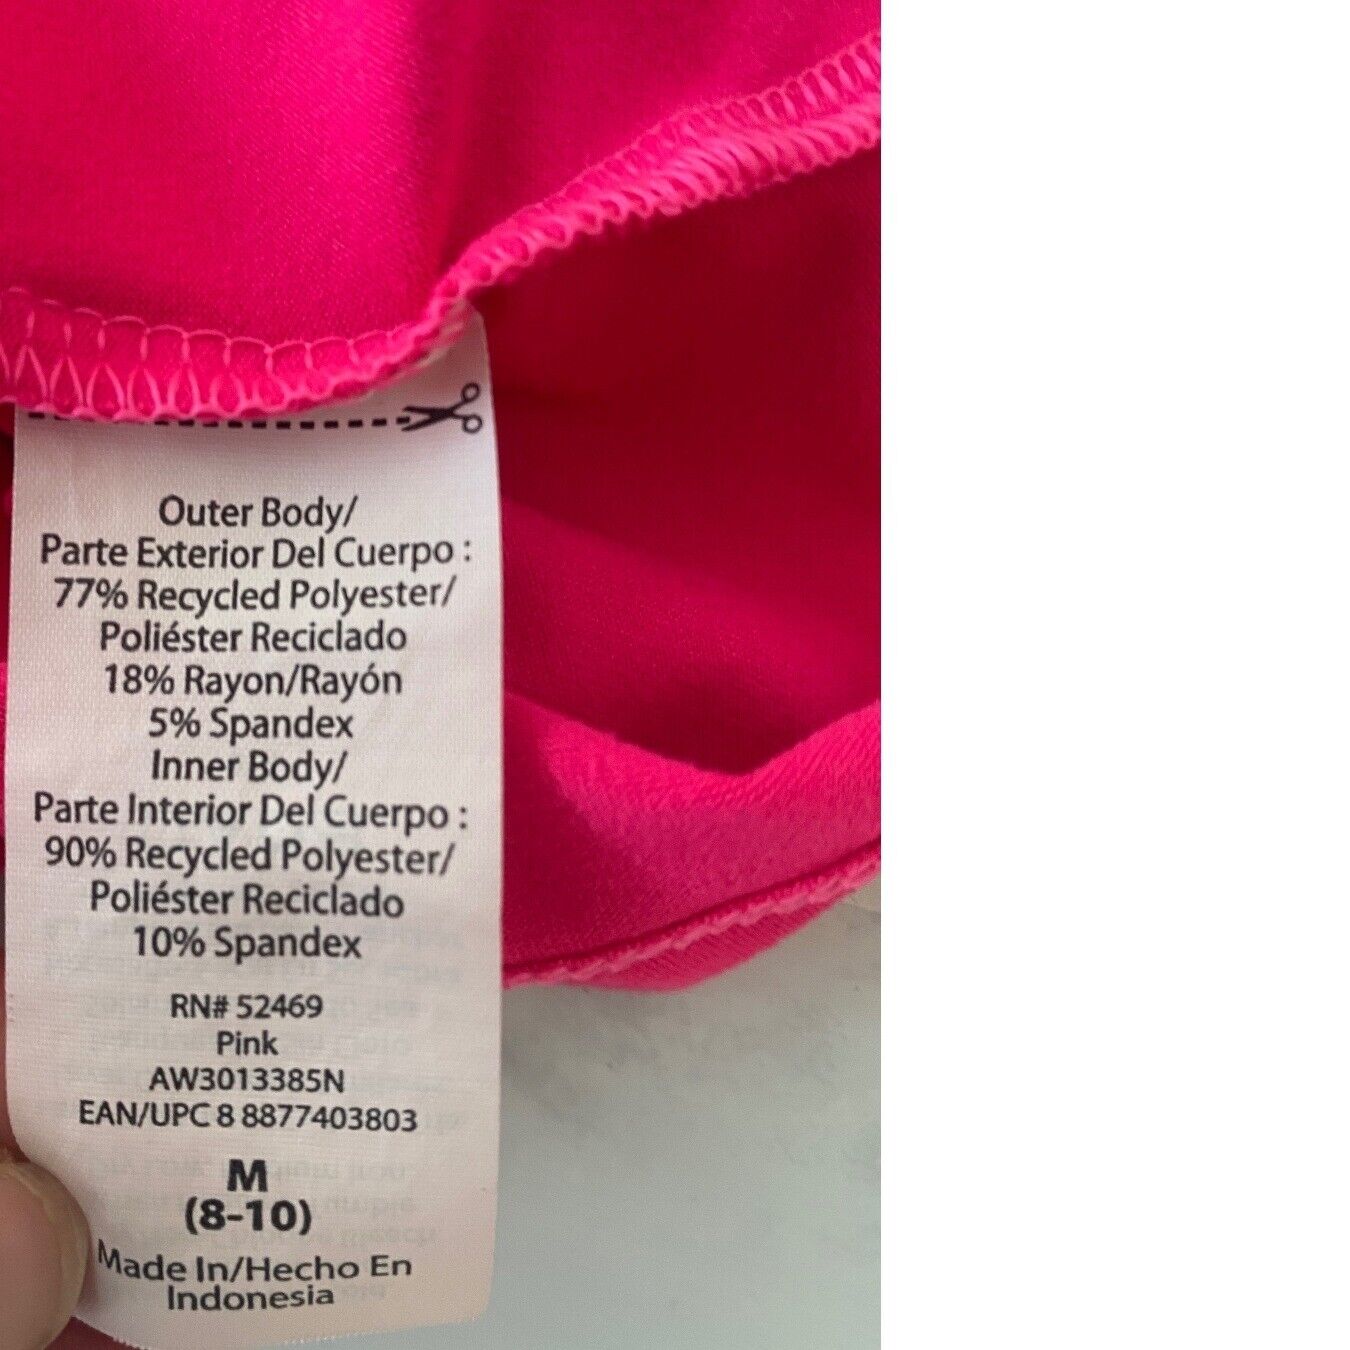 Outer Body/
Parte Exterior Del Cuerpo :
77% Recycled Polyester/
Poliéster Reciclado
18% Rayon/Rayón
5% Spandex
Inner Body/
Parte Interior Del Cuerpo :
90% Recycled Polyester/
Poliéster Reciclado
10% Spandex
RN# 52469
Pink
AW3013385N
EAN/UPC 8 8877403803
M
(8-10)
Made In/Hecho En
Indonesia